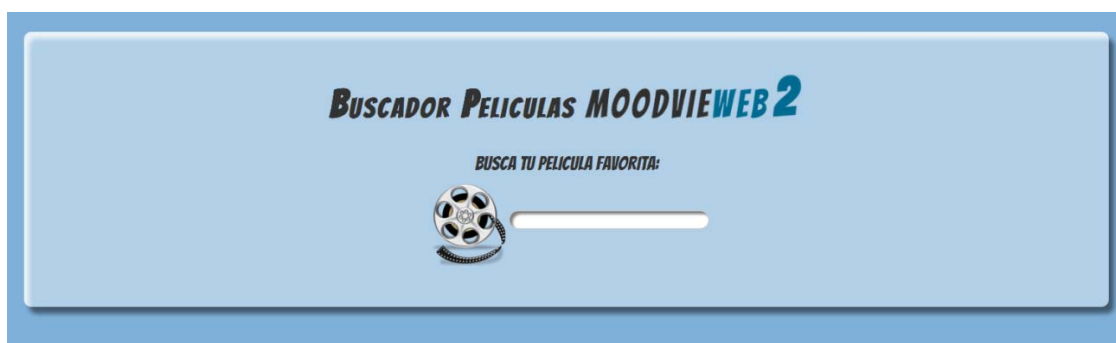 Buscador Peliculas MOODVIEWEB2
BUSCA TU PELICULA FAVORITA: